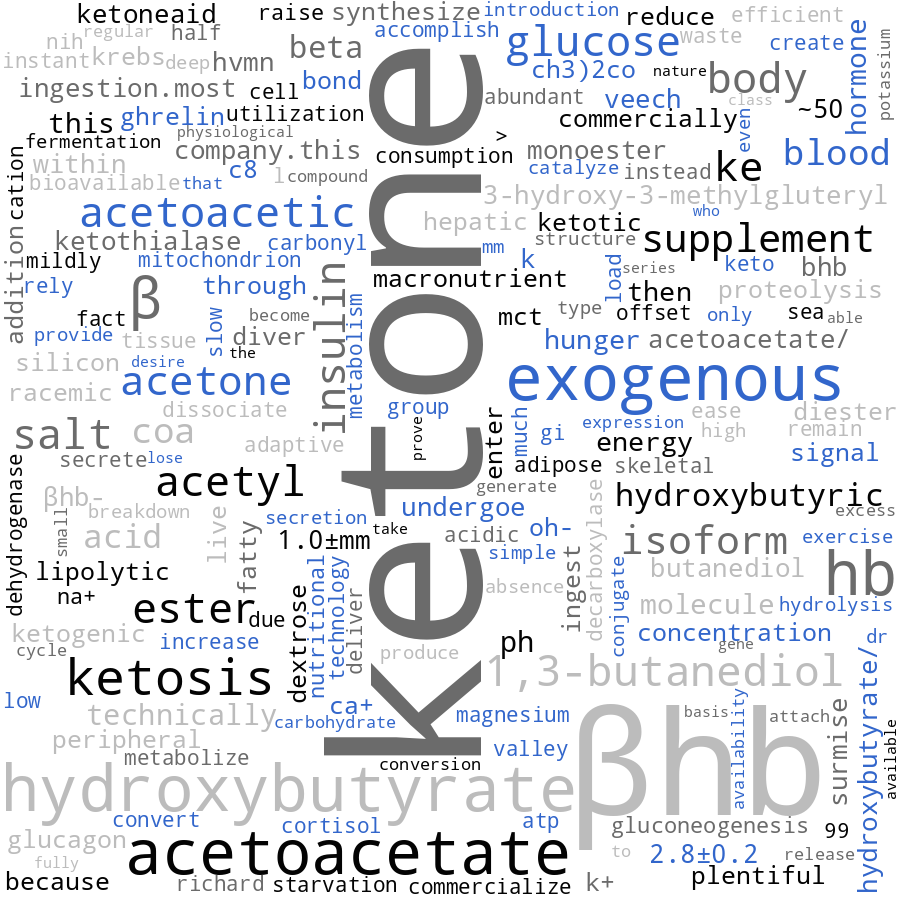 ketoneaid
raise
synthesize
introduction
reduce
efficient
regular
half
accomplish
glucose
waste
create
hormone
potassium
nih
instant
krebs
deep
hvmn
beta
bond
ch3)2co
nature
body
ingestion.most
cell
abundant
veech
class
~50
this
ghrelin
utilization
commercially
even
fermentation
physiological
company.this
consumption
>
monoester
blood
within
c8
l
compound
catalyze
instead
ke
bioavailable
that
3-hydroxy-3-methylgluteryl
cation
addition
acetoacetic
hepatic
ketotic
who
ketothialase
carbonyl
mm
structure
supplement
mildly
mitochondrion
k
load
series
keto
bhb
rely
β
through
insulin
metabolism
macronutrient
then
proteolysis
fact
slow
become
mct
type
offset
only
sea
able
provide
tissue
diver
the
hunger
acetoacetate/
silicon
desire
acetone
exogenous
racemic
dissociate
group
prove
enter
much
expression
ease
high
diester
remain
salt
coa
adaptive
gi
energy
signal
secrete
lose
adipose
skeletal
dehydrogenase
acetyl
generate
hydroxybutyric
excess
βhb-
breakdown
undergoe
small
acid
live
fatty
secretion
take
1.0±mm
acidic
oh-
decarboxylase
isoform
exercise
lipolytic
simple
ingest
butanediol
hb
na+
ester
due
dextrose
nutritional
technology
deliver
absence
conjugate
molecule
hydrolysis
ketogenic
increase
ketone
produce
ph
concentration
gehe
dr
cycle
ketosis
1,3-butanediol
low
technically
ca+
carbohydrate
magnesium
βhb
basis
availability
attach
surmise
hydroxybutyrate/
available
peripheral
metabolize
valley
conversion
hydroxybutyrate
convert
cortisol
atp
gluconeogenesis
99
glucagon
fully
acetoacetate
to
2.8±0.2
release
because
richard
starvation
commercialize
k+
plentiful